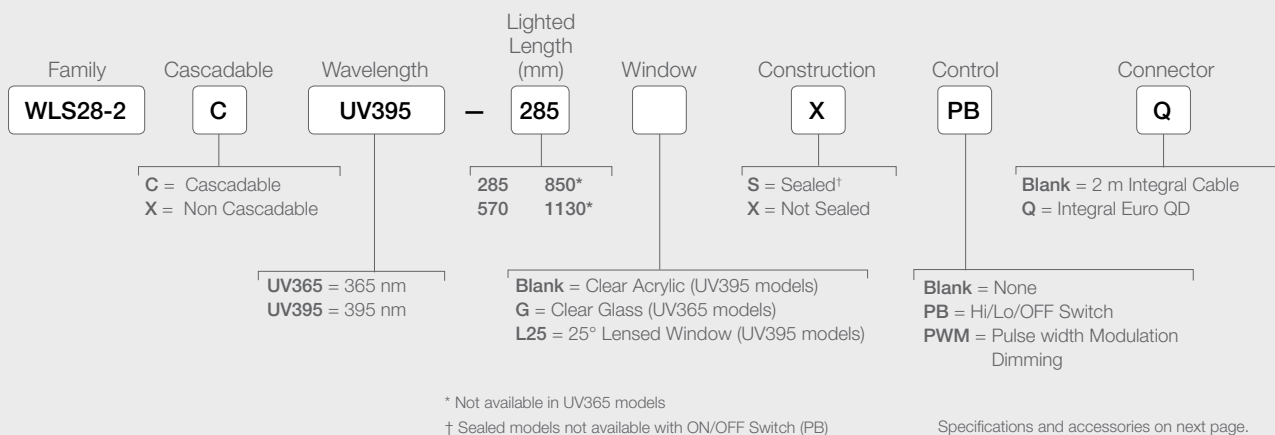 Family
Cascadable
Wavelength
Lighted
Length
(mm)
Window
Construction
Control
Connector
WLS28-2
C
UV395
–
285
X
PB
Q
C = Cascadable
X = Non Cascadable
285 850*
570 1130*
S = Sealed†
X = Not Sealed
Blank = 2 m Integral Cable
Q = Integral Euro QD
UV365 = 365 nm
UV395 = 395 nm
Blank = Clear Acrylic (UV395 models)
G = Clear Glass (UV365 models)
L25 = 25° Lensed Window (UV395 models)
Blank = None
PB = Hi/Lo/OFF Switch
PWM = Pulse width Modulation
Dimming
* Not available in UV365 models
† Sealed models not available with ON/OFF Switch (PB)
Specifications and accessories on next page.